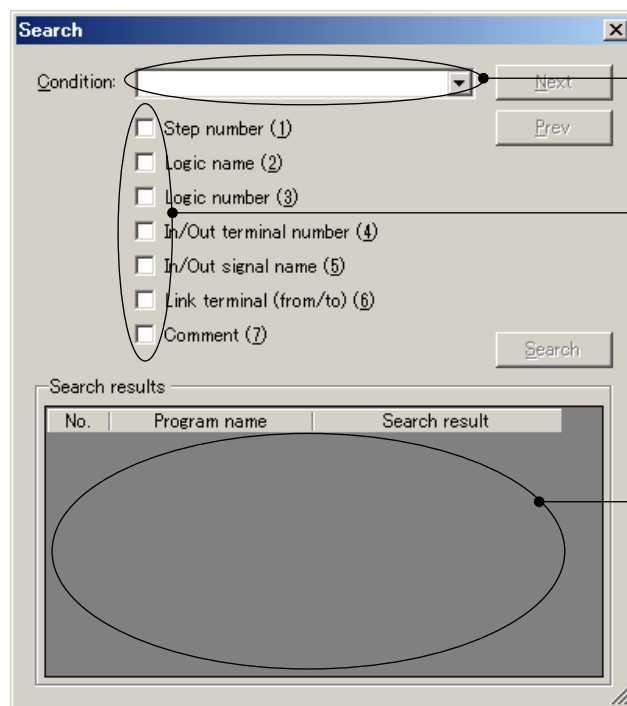 Search
Condition:
Next
Prev
Step number (1)
Logic name (2)
Logic number (3)
In/Out terminal number (4)
In/Out signal name (5)
Link terminal (from/to) (6)
Comment (7)
Search
Search results
No. Program name Search result